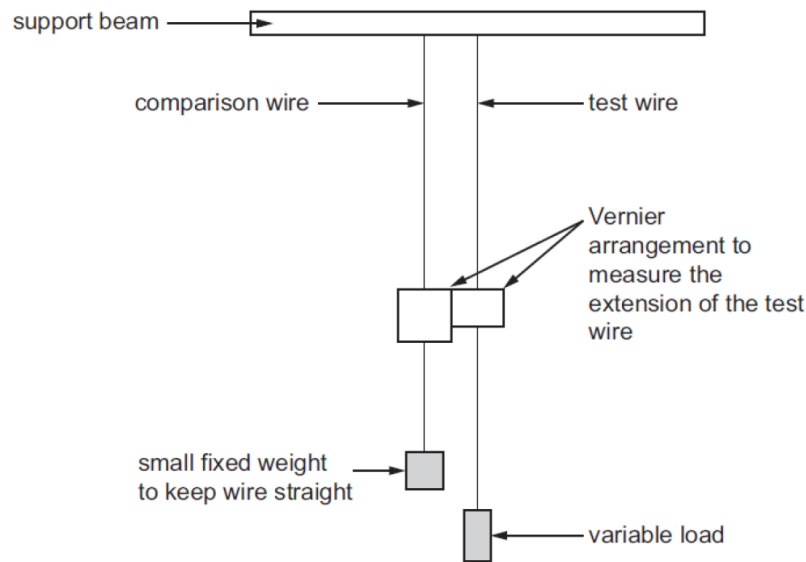 support beam
comparison wire
test wire
Vernier
arrangement to
measure the
extension of the test
wire
small fixed weight
to keep wire straight
variable load